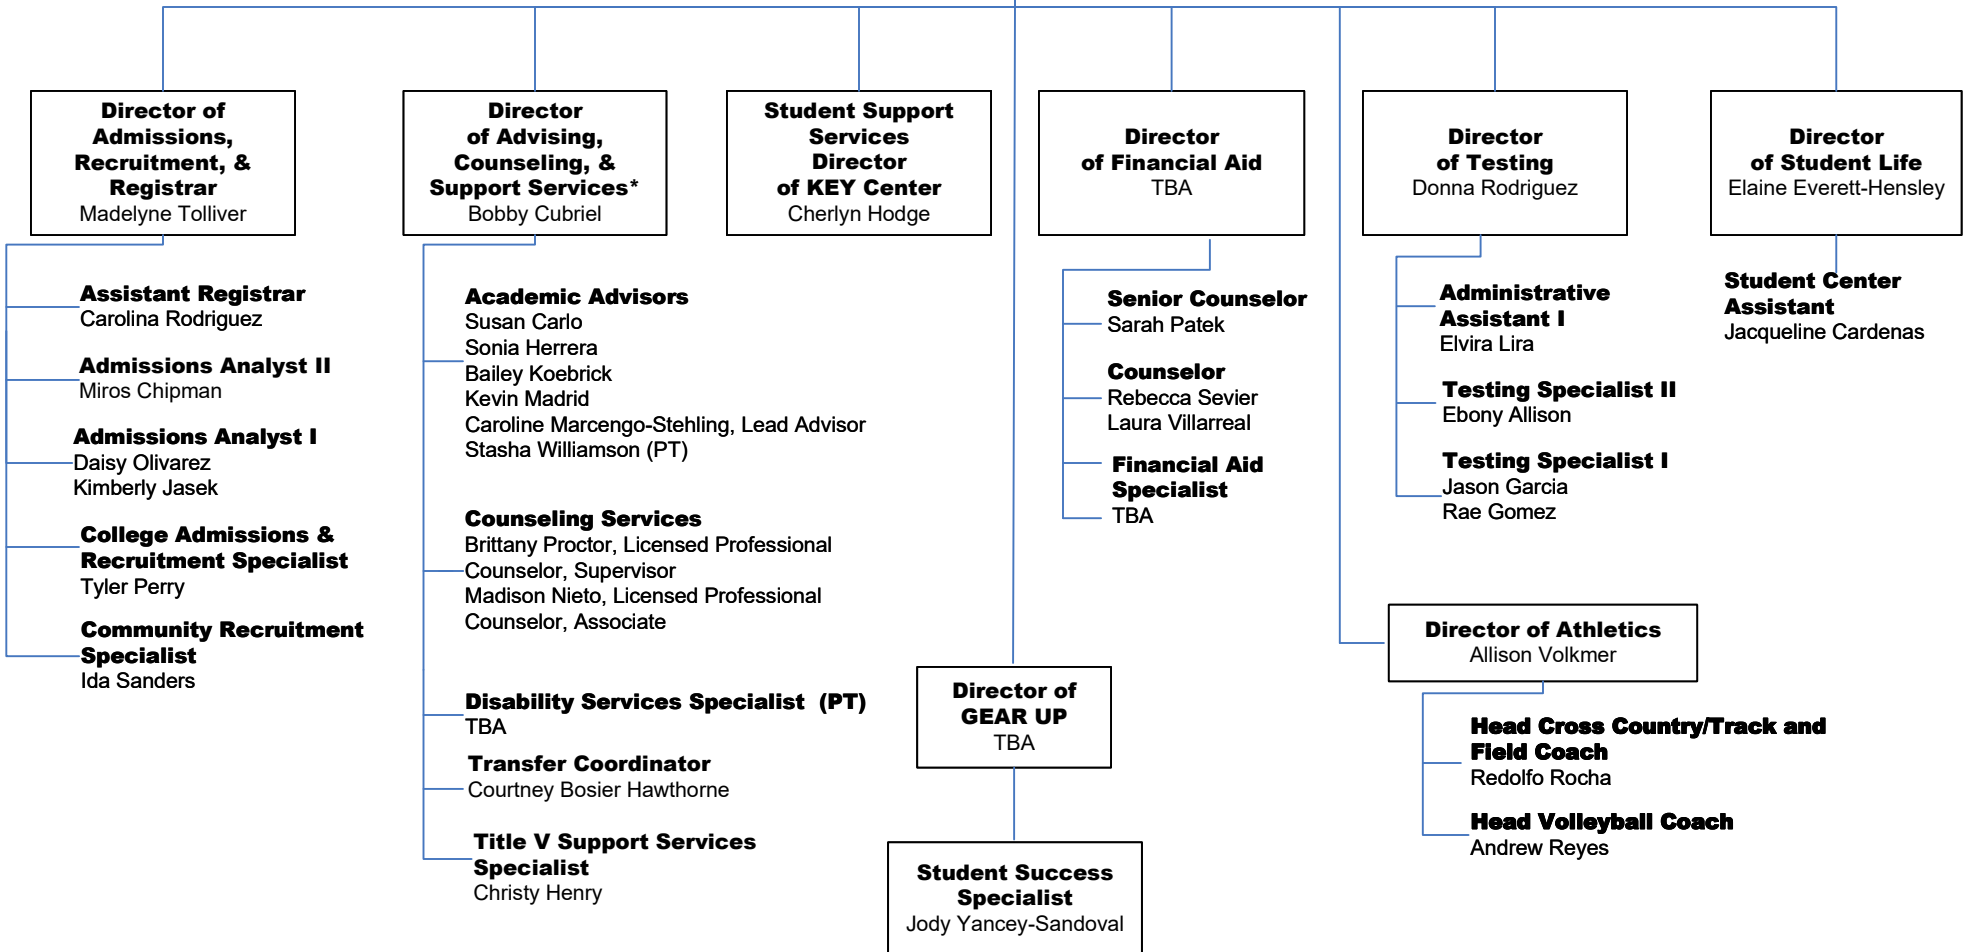 Director of
Admissions,
Recruitment, &
Registrar
Madelyne Tolliver
Assistant Registrar
Carolina Rodriguez
Admissions Analyst II
Miros Chipman
Admissions Analyst I
Daisy Olivarez
Kimberly Jasek
College Admissions &
Recruitment Specialist
Tyler Perry
Community Recruitment
Specialist
Ida Sanders
Director
of Advising,
Counseling, &
Support Services*
Bobby Cubriel
Academic Advisors
Susan Carlo
Sonia Herrera
Bailey Koebrick
Kevin Madrid
Caroline Marcengo-Stehling, Lead Advisor
Stasha Williamson (PT)
Counseling Services
Brittany Proctor, Licensed Professional
Counselor, Supervisor
Madison Nieto, Licensed Professional
Counselor, Associate
Disability Services Specialist (PT)
TBA
Transfer Coordinator
Courtney Bosier Hawthorne
Title V Support Services
Specialist
Christy Henry
Student Support
Services
Director
of KEY Center
Cherlyn Hodge
Director of
GEAR UP
TBA
Student Success
Specialist
Jody Yancey-Sandoval
Director
of Financial Aid
TBA
Senior Counselor
Sarah Patek
Counselor
Rebecca Sevier
Laura Villarreal
Financial Aid
Specialist
TBA
Director
of Testing
Donna Rodriguez
Administrative
Assistant I
Elvira Lira
Testing Specialist II
Ebony Allison
Testing Specialist I
Jason Garcia
Rae Gomez
Director of Athletics
Allison Volkmer
Head Cross Country/Track and
Field Coach
Redolfo Rocha
Head Volleyball Coach
Andrew Reyes
Director
of Student Life
Elaine Everett-Hensley
Student Center
Assistant
Jacqueline Cardenas